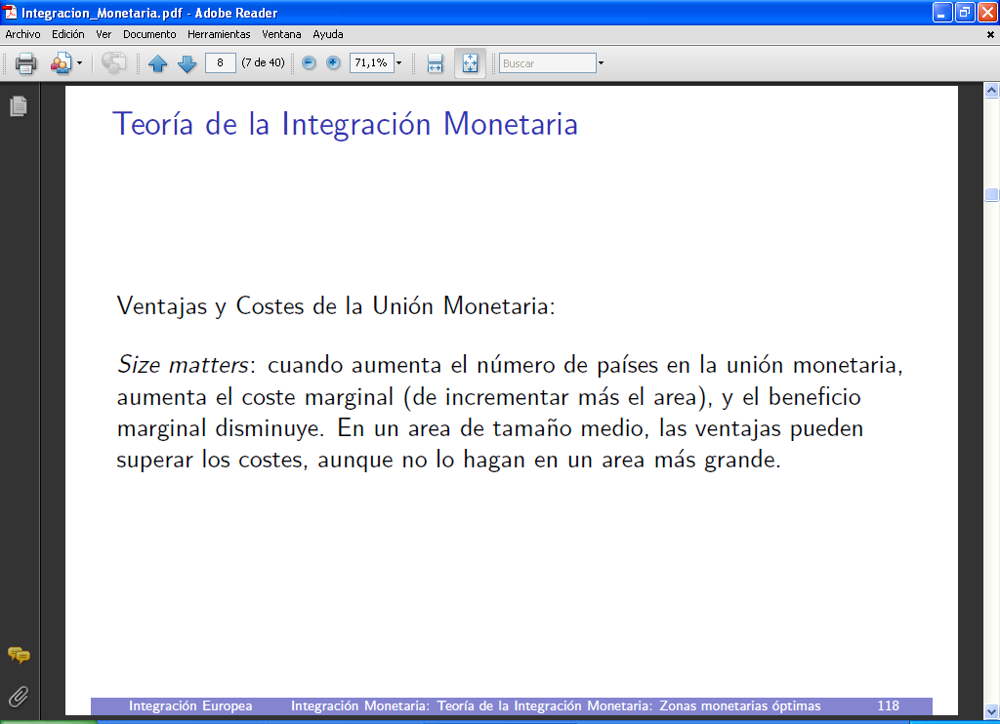 Integracion_Monetaria.pdf - Adobe Reader
Archivo Edición Ver Documento Herramientas Ventana Ayuda
8 (7 de 40) 71,1% Buscar
Teoría de la Integración Monetaria
Ventajas y Costes de la Unión Monetaria:
Size matters: cuando aumenta el número de países en la unión monetaria,
aumenta el coste marginal (de incrementar más el area), y el beneficio
marginal disminuye. En un area de tamaño medio, las ventajas pueden
superar los costes, aunque no lo hagan en un area más grande.
Integración Europea Integración Monetaria: Teoría de la Integración Monetaria: Zonas monetarias óptimas 118